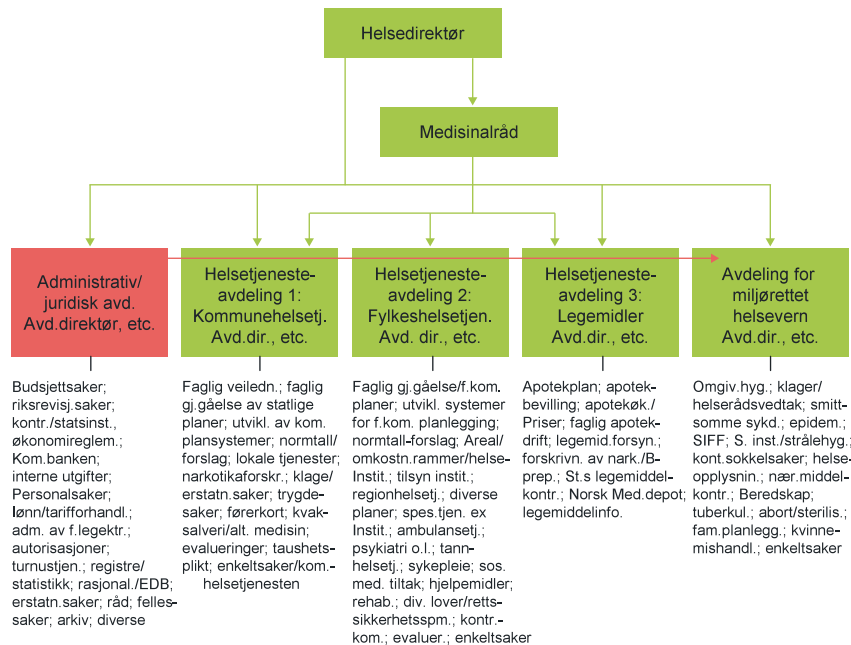 Helsedirektør
Medisinalråd
Administrativ/
juridisk avd.
Avd.direktør, etc.
Helsetjeneste-
avdeling 1:
Kommunehelsetj.
Avd.dir., etc.
Helsetjeneste-
avdeling 2:
Fylkeshelsetjen.
Avd. dir., etc.
Helsetjeneste-
avdeling 3:
Legemidler
Avd.dir., etc.
Avdeling for
miljørettet
helsevern
Avd.dir., etc.
Budsjettsaker;
riksrevisj.saker;
kontr./statsinst.,
økonomireglem.;
Kom.banken;
interne utgifter;
Personalsaker;
lønn/tarifforhandl.;
adm. av f.legektr.;
autorisasjoner;
turnustjen.; registre/
statistikk; rasjonal./EDB;
erstatn.saker; råd; felles-
saker; arkiv; diverse
Faglig veiledn.; faglig
gj.gåelse av statlige
planer; utvikl. av kom.
plansystemer; normtall/
forslag; lokale tjenester;
narkotikaforskr.; klage/
erstatn.saker; trygde-
saker; førerkort; kvak-
salveri/alt. medisin;
evalueringer; taushets-
plikt; enkeltsaker/kom.-
helsetjenesten
Faglig gj.gåelse/f.kom.
planer; utvikl. systemer
for f.kom. planlegging;
normtall-forslag; Areal/
omkostn.rammer/helse-
Instit.; tilsyn instit.;
regionhelsetj.; diverse
planer; spes.tjen. ex
Instit.; ambulansetj.;
psykiatri o.l.; tann-
helsetj.; sykepleie; sos.
med. tiltak; hjelpemidler;
rehab.; div. lover/retts-
sikkerhetsspm.; kontr.-
kom.; evaluer.; enkeltsaker
Apotekplan; apotek-
bevilling; apotekøk./
Priser; faglig apotek-
drift; legemid.forsyn.;
forskrivn. av nark./B-
prep.; St.s legemiddel-
kontr.; Norsk Med.depot;
legemiddelinfo.
Omgiv.hyg.; klager/
helserådsvedtak; smitt-
somme sykd.; epidem.;
SIFF; S. inst./strålehyg.;
kont.sokkelsaker; helse-
opplysnin.; nær.middel-
kontr.; Beredskap;
tuberkul.; abort/sterilis.;
fam.planlegg.; kvinne-
mishandl.; enkeltsaker